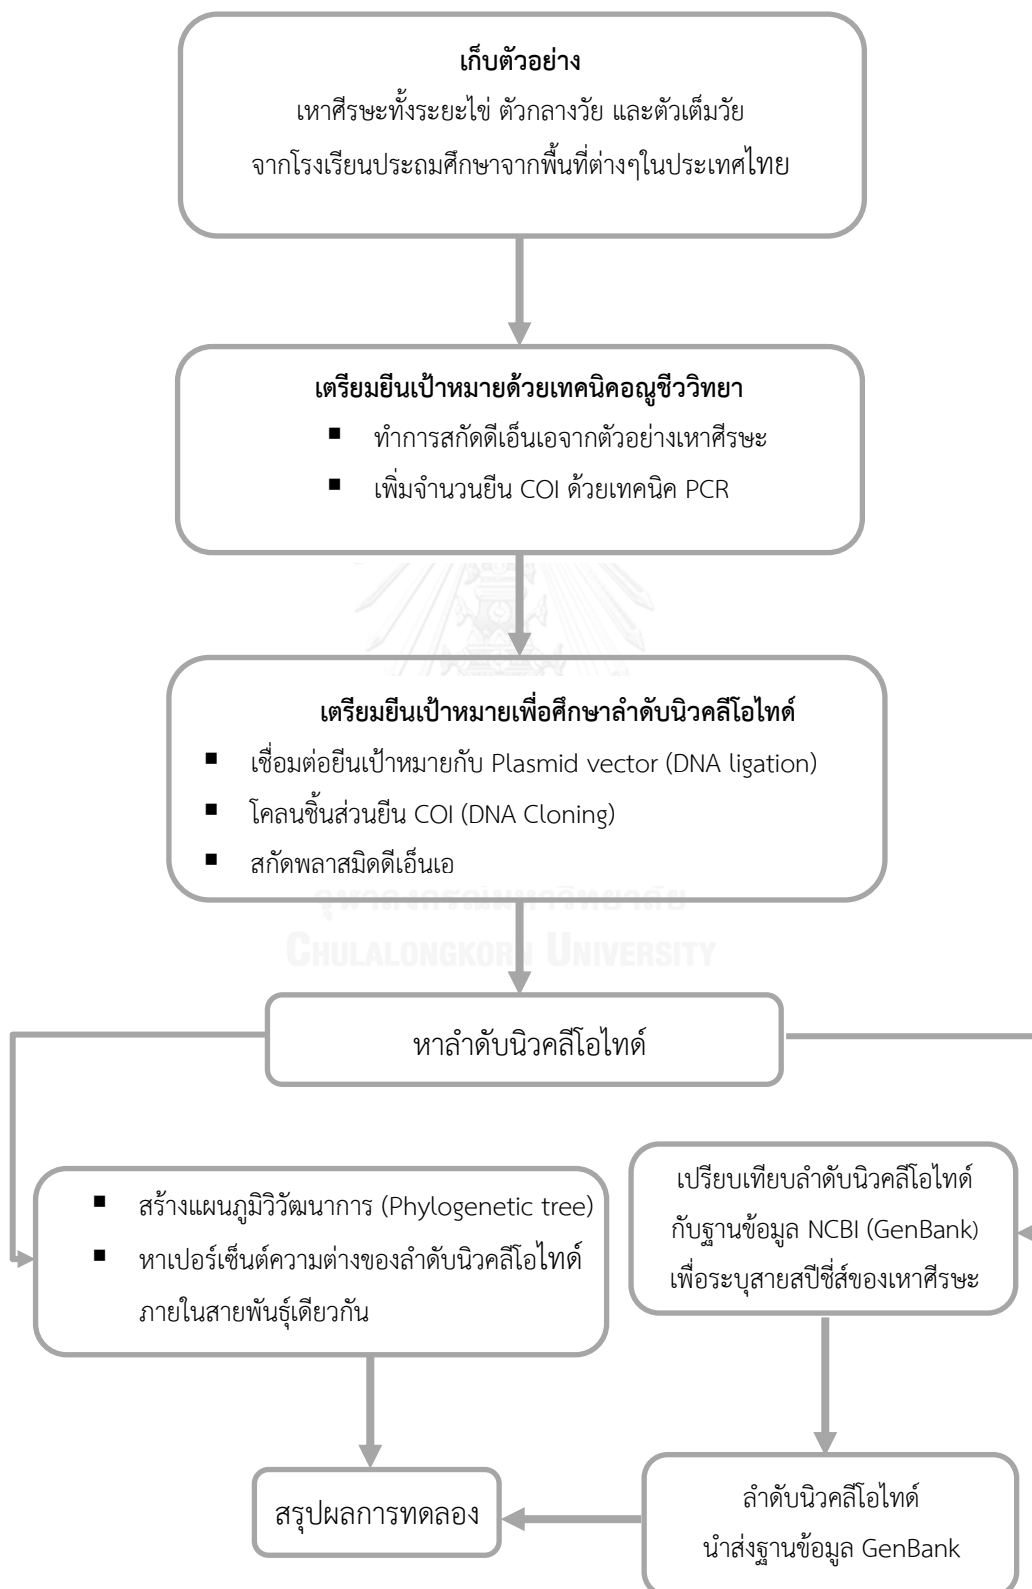 เก็บตัวอย่าง
เหาศีรษะทั้งระยะไข่ ตัวกลางวัย และตัวเต็มวัย
จากโรงเรียนประถมศึกษาจากพื้นที่ต่างๆในประเทศไทย
เตรียมยีนเป้าหมายด้วยเทคนิคอณูชีววิทยา
▪ ทำการสกัดดีเอ็นเอจากตัวอย่างเหาศีรษะ
▪ เพิ่มจำนวนยีน COI ด้วยเทคนิค PCR
เตรียมยีนเป้าหมายเพื่อศึกษาลำดับนิวคลีโอไทด์
▪ เชื่อมต่อยีนเป้าหมายกับ Plasmid vector (DNA ligation)
▪ โคลนชิ้นส่วนยีน COI (DNA Cloning)
▪ สกัดพลาสมิดดีเอ็นเอ
จุฬาลงกรณ์มหาวิทยาลัย
CHULALONGKORN UNIVERSITY
หาลำดับนิวคลีโอไทด์
▪ สร้างแผนภูมิวิวัฒนาการ (Phylogenetic tree)
▪ หาเปอร์เซ็นต์ความต่างของลำดับนิวคลีโอไทด์
ภายในสายพันธุ์เดียวกัน
เปรียบเทียบลำดับนิวคลีโอไทด์
กับฐานข้อมูล NCBI (GenBank)
เพื่อระบุสายสปีชี่ส์ของเหาศีรษะ
สรุปผลการทดลอง
ลำดับนิวคลีโอไทด์
นำส่งฐานข้อมูล GenBank